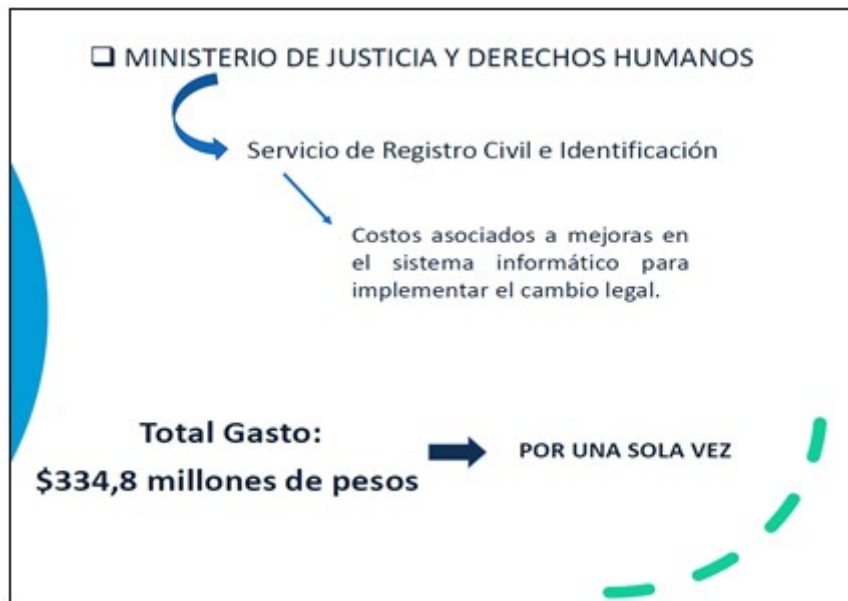 ❑ MINISTERIO DE JUSTICIA Y DERECHOS HUMANOS
Servicio de Registro Civil e Identificación
Costos asociados a mejoras en
el sistema informático para
implementar el cambio legal.
Total Gasto:
$334,8 millones de pesos
POR UNA SOLA VEZ